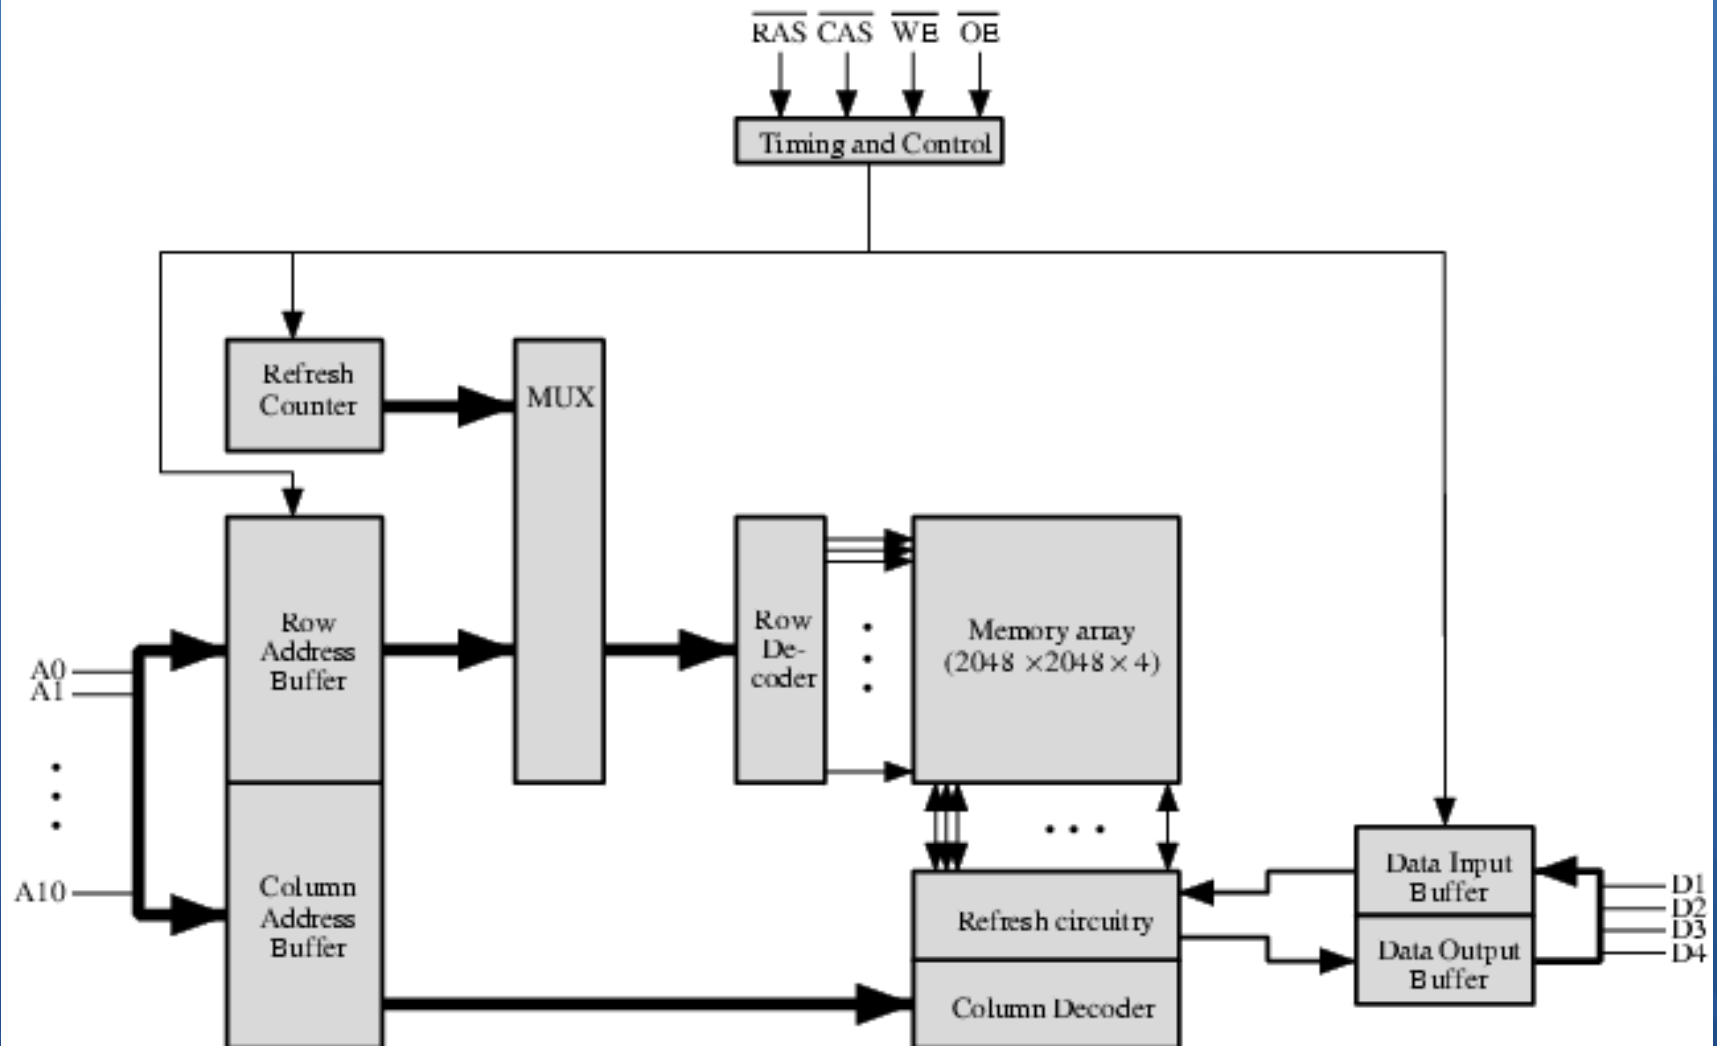 RAS CAS WE OE
Timing and Control
Refresh
Counter
MUX
Row
Address
Buffer
Row
De-
coder
Memory array
(2048 ×2048× 4)
A0
A1
A10
Column
Address
Buffer
Refresh circuitry
Column Decoder
Data Input
Buffer
Data Output
Buffer
D1
D2
D3
D4